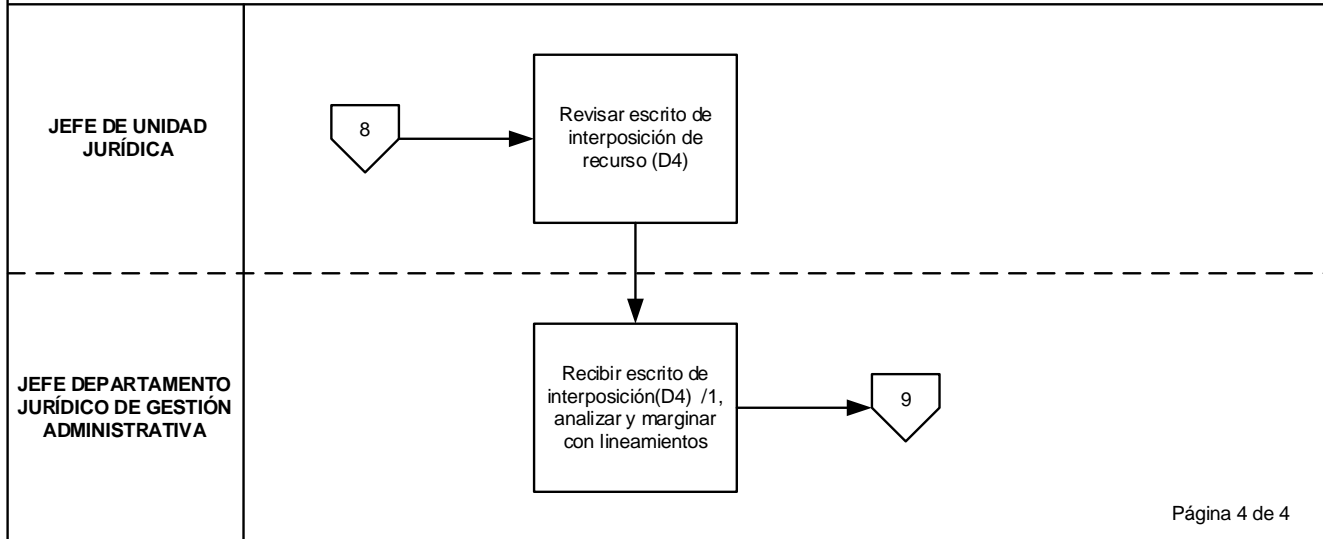 JEFE DE UNIDAD
JURÍDICA
8
Revisar escrito de
interposición de
recurso (D4)
JEFE DEPARTAMENTO
JURÍDICO DE GESTIÓN
ADMINISTRATIVA
Recibir escrito de
interposición(D4) /1,
analizar y marginar
con lineamientos
9
Página 4 de 4